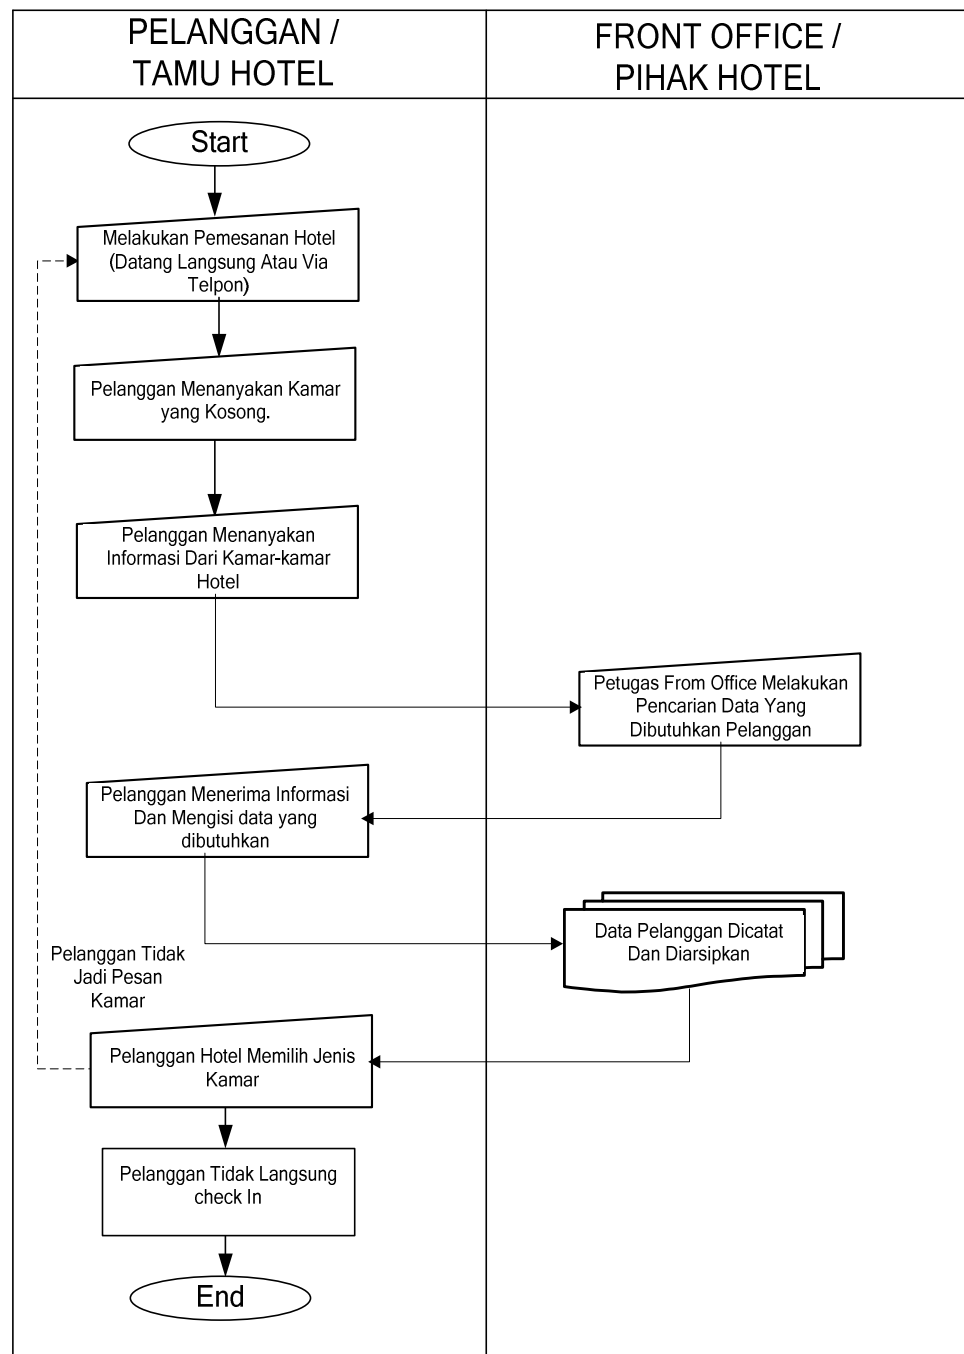 PELANGGAN /
TAMU HOTEL
FRONT OFFICE /
PIHAK HOTEL
Start
Melakukan Pemesanan Hotel
(Datang Langsung Atau Via
Telpon)
Pelanggan Menanyakan Kamar
yang Kosong.
Pelanggan Menanyakan
Informasi Dari Kamar-kamar
Hotel
Petugas From Office Melakukan
Pencarian Data Yang
Dibutuhkan Pelanggan
Pelanggan Menerima Informasi
Dan Mengisi data yang
dibutuhkan
Data Pelanggan Dicatat
Dan Diarsipkan
Pelanggan Tidak
Jadi Pesan
Kamar
Pelanggan Hotel Memilih Jenis
Kamar
Pelanggan Tidak Langsung
check In
End